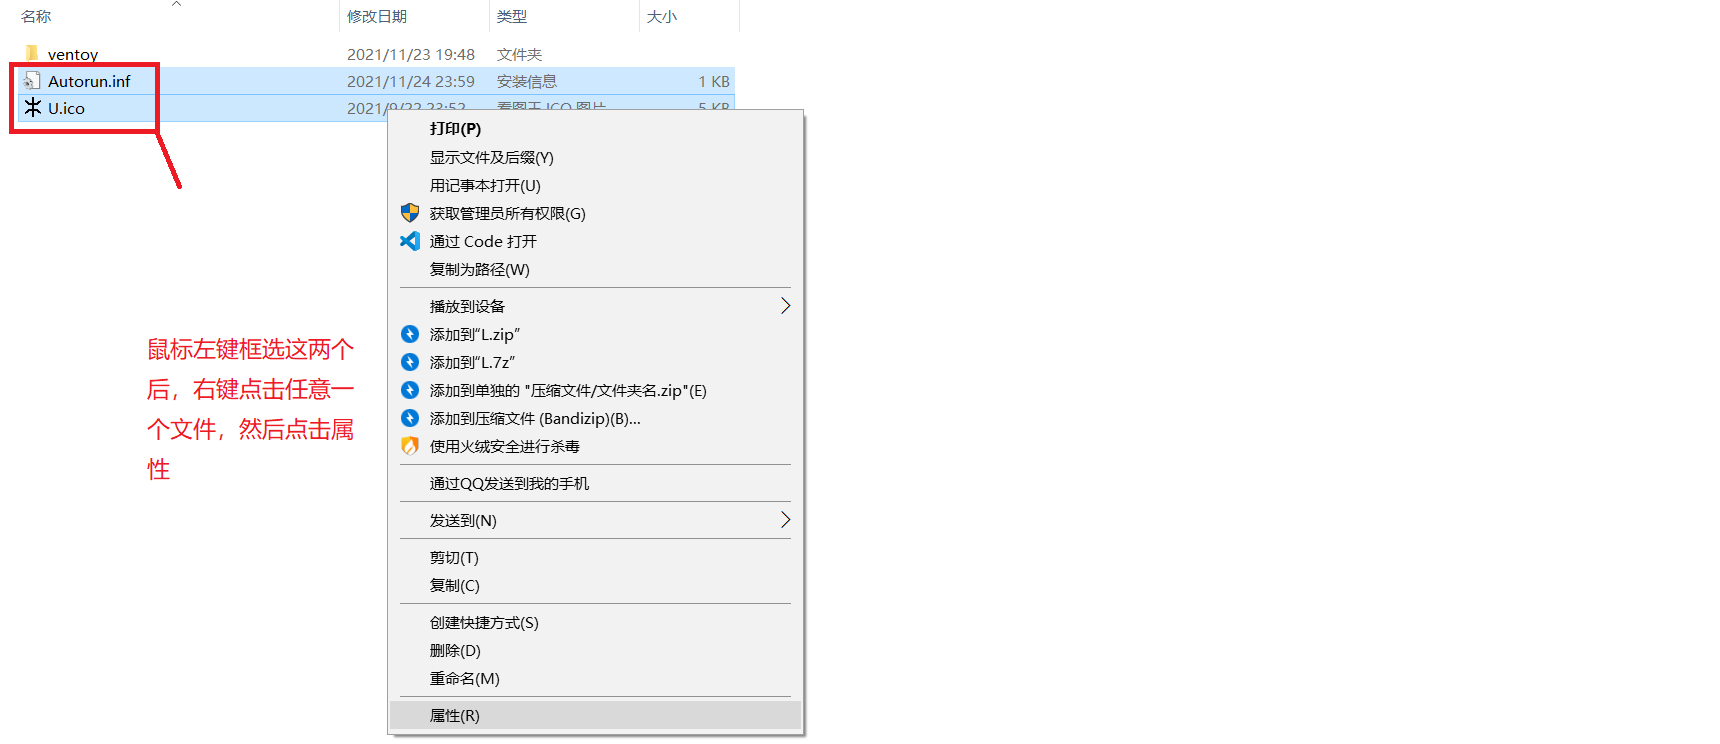 名称 修改日期 类型 大小
ventoy 2021/11/23 19:48 文件夹
Autorun.inf 2021/11/24 23:59 安装信息 1 KB
U.ico 2021/9/22 23:52 看图王 ICO 图片 5 KB
打印(P)
显示文件及后缀(Y)
用记事本打开(U)
获取管理员所有权限(G)
通过 Code 打开
复制为路径(W)
播放到设备
添加到“L.zip”
添加到“L.7z”
添加到单独的 "压缩文件/文件夹名.zip"(E)
添加到压缩文件 (Bandizip)(B)...
使用火绒安全进行杀毒
通过QQ发送到我的手机
发送到(N)
剪切(T)
复制(C)
创建快捷方式(S)
删除(D)
重命名(M)
属性(R)
鼠标左键框选这两个
后，右键点击任意一
个文件，然后点击属
性